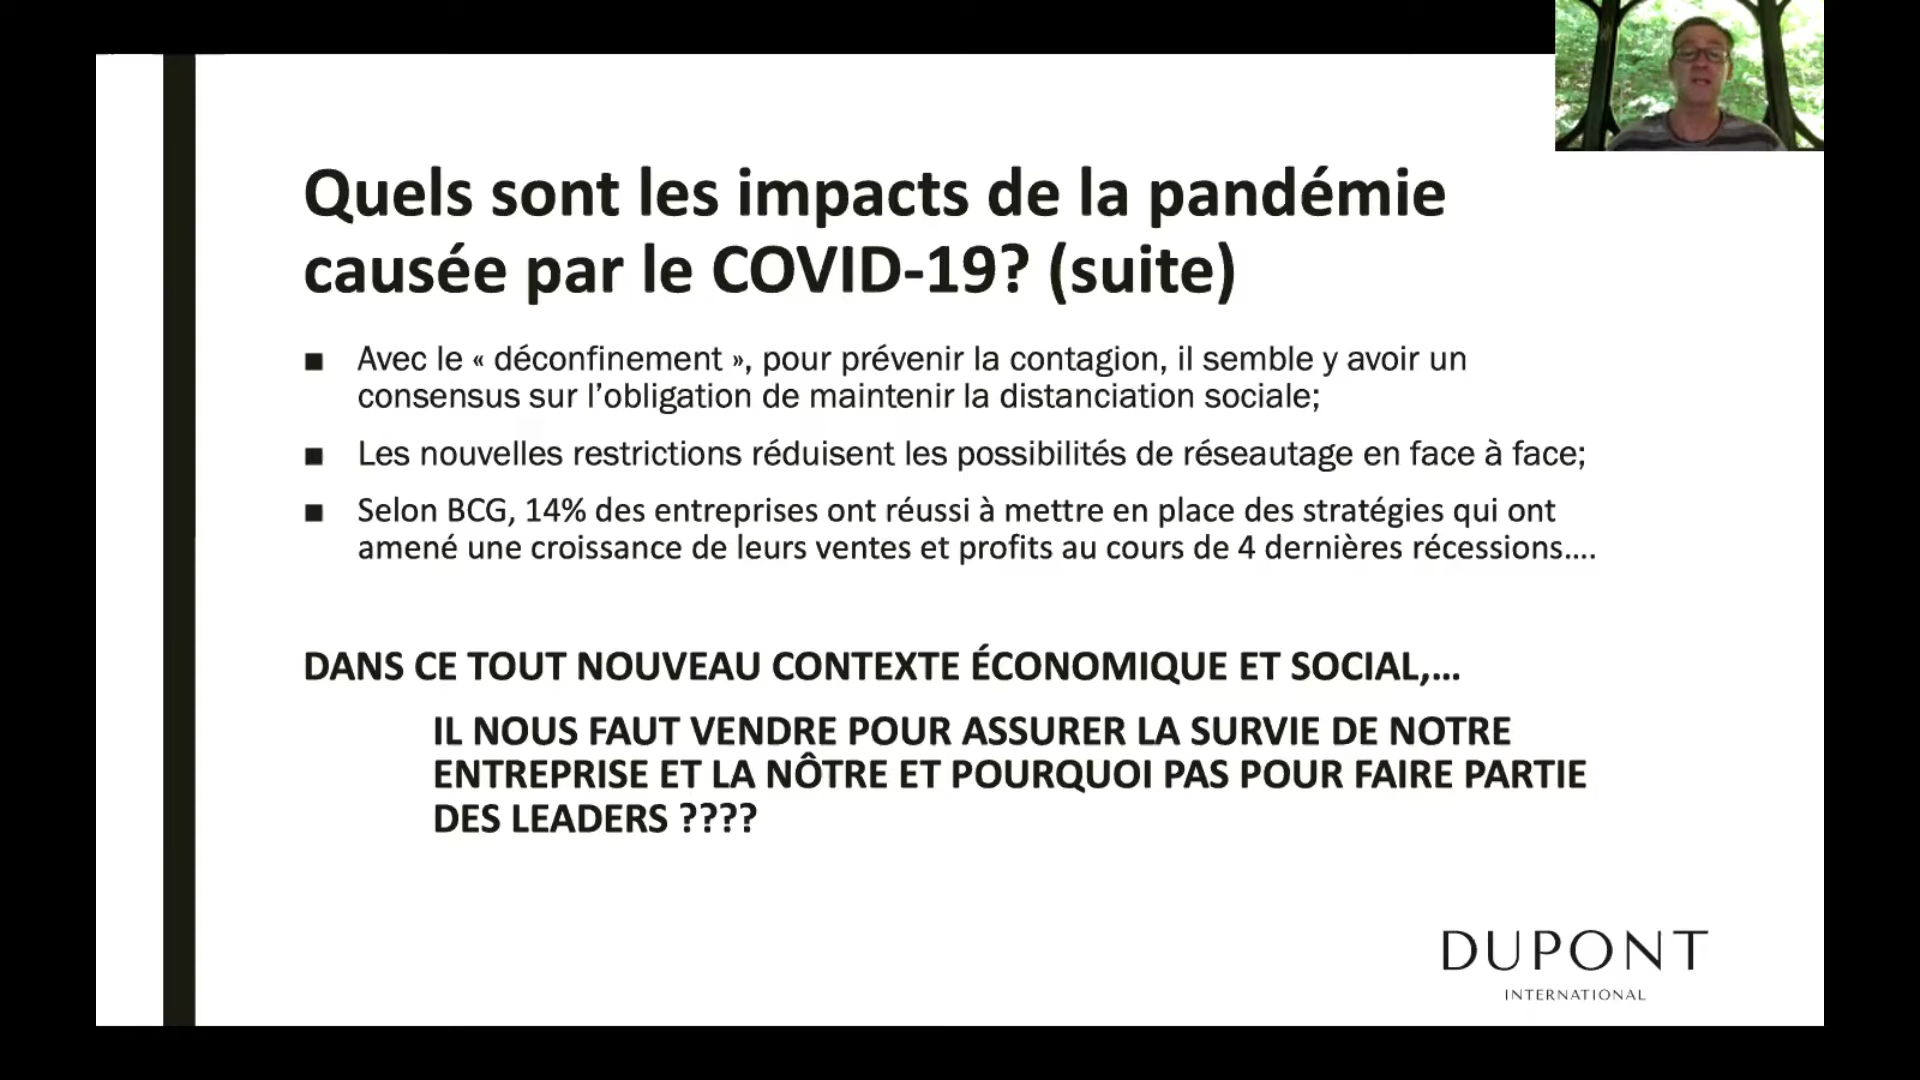 Quels sont les impacts de la pandémie
causée par le COVID-19? (suite)
■ Avec le « déconfinement », pour prévenir la contagion, il semble y avoir un
consensus sur l’obligation de maintenir la distanciation sociale;
■ Les nouvelles restrictions réduisent les possibilités de réseautage en face à face;
■ Selon BCG, 14% des entreprises ont réussi à mettre en place des stratégies qui ont
amené une croissance de leurs ventes et profits au cours de 4 dernières récessions….
DANS CE TOUT NOUVEAU CONTEXTE ÉCONOMIQUE ET SOCIAL,…
IL NOUS FAUT VENDRE POUR ASSURER LA SURVIE DE NOTRE
ENTREPRISE ET LA NÔTRE ET POURQUOI PAS POUR FAIRE PARTIE
DES LEADERS ????
DUPONT
INTERNATIONAL